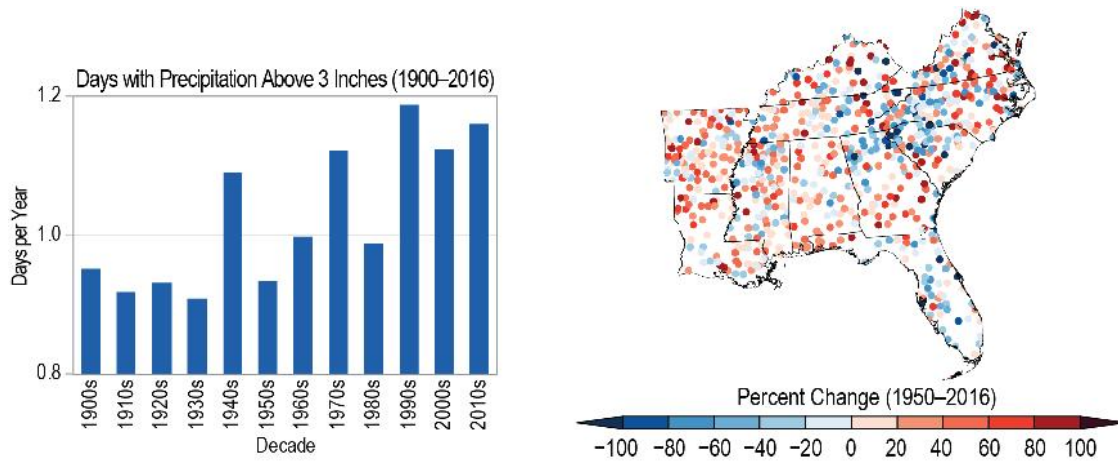 Days with Precipitation Above 3 Inches (1900–2016)
1.2
1.0
0.8
Days per Year
1900s
1910s
1920s
1930s
1940s
1950s
1960s
1970s
1980s
1990s
2000s
2010s
Decade
Percent Change (1950–2016)
−100 −80 −60 −40 −20 0 20 40 60 80 100